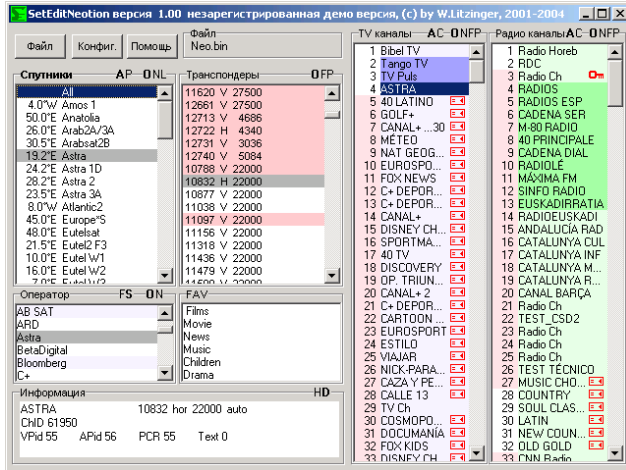 SetEditNeotion версия 1.00 незарегистрированная демо версия, (c) by W.Litzinger, 2001-2004
Файл
Конфиг.
Помощь
Файл
Neo.bin
Спутники AP ONL
All
4.0°W Amos 1
50.0°E Anatolia
26.0°E Arab2A/3A
30.5°E Arabsat2B
19.2°E Astra
24.2°E Astra 1D
28.2°E Astra 2
23.5°E Astra 3A
8.0°W Atlantic2
45.0°E Europe*S
48.0°E Eutelsat
21.5°E Eutel2 F3
10.0°E Eutel W1
16.0°E Eutel W2
7.0°E Eutel W3
Транспондеры OFP
11620 V 27500
12661 V 27500
12713 V 4686
12722 H 4340
12731 V 3036
12740 V 5084
10788 V 22000
10832 H 22000
10877 V 22000
11038 V 22000
11097 V 22000
11156 V 22000
11318 V 22000
11436 V 22000
11479 V 22000
11509 V 22000
Оператор FS ON
AB SAT
ARD
Astra
BetaDigital
Bloomberg
C+
FAV
Films
Movie
News
Music
Children
Drama
Информация HD-
ASTRA 10832 hor 22000 auto
ChID 61950
VPid 55 APid 56 PCR 55 Text 0
TV каналы AC ONFP
1 Bibel TV
2 Tango TV
3 TV Puls
4 ASTRA
5 40 LATINO
6 GOLF+
7 CANAL+ ...30
8 MÉTEO
9 NAT GEOG...
10 EUROSPO...
11 FOX NEWS
12 C+ DEPOR...
13 C+ DEPOR...
14 CANAL+
15 DISNEY CH...
16 SPORTMA...
17 40 TV
18 DISCOVERY
19 OP. TRIUN...
20 CANAL+ 2
21 C+ DEPOR...
22 CARTOON ...
23 EUROSPORT
24 ESTILO
25 VIAJAR
26 NICK-PARA...
27 CAZA Y PE...
28 CALLE 13
29 TV Ch
30 COSMOPO...
31 DOCUMANÍA
32 FOX KIDS
33 DISNEY CH...
Радио каналы AC ONFP
1 Radio Horeb
2 RDC
3 Radio Ch
4 RADIOS
5 RADIOS ESP
6 CADENA SER
7 M-80 RADIO
8 40 PRINCIPALE
9 CADENA DIAL
10 RADIOLÉ
11 MÁXIMA FM
12 SINFO RADIO
13 EUSKADIRRATIA
14 RADIOEUSKADI
15 ANDALUCÍA RAD
16 CATALUNYA CUL
17 CATALUNYA INF
18 CATALUNYA M...
19 CATALUNYA R...
20 CANAL BARÇA
21 Radio Ch
22 TEST_CSD2
23 Radio Ch
24 Radio Ch
25 Radio Ch
26 TEST TÉCNICO
27 MUSIC CHO...
28 COUNTRY
29 SOUL CLAS...
30 LATIN
31 NEW COUN...
32 OLD GOLD
33 CNN Radio